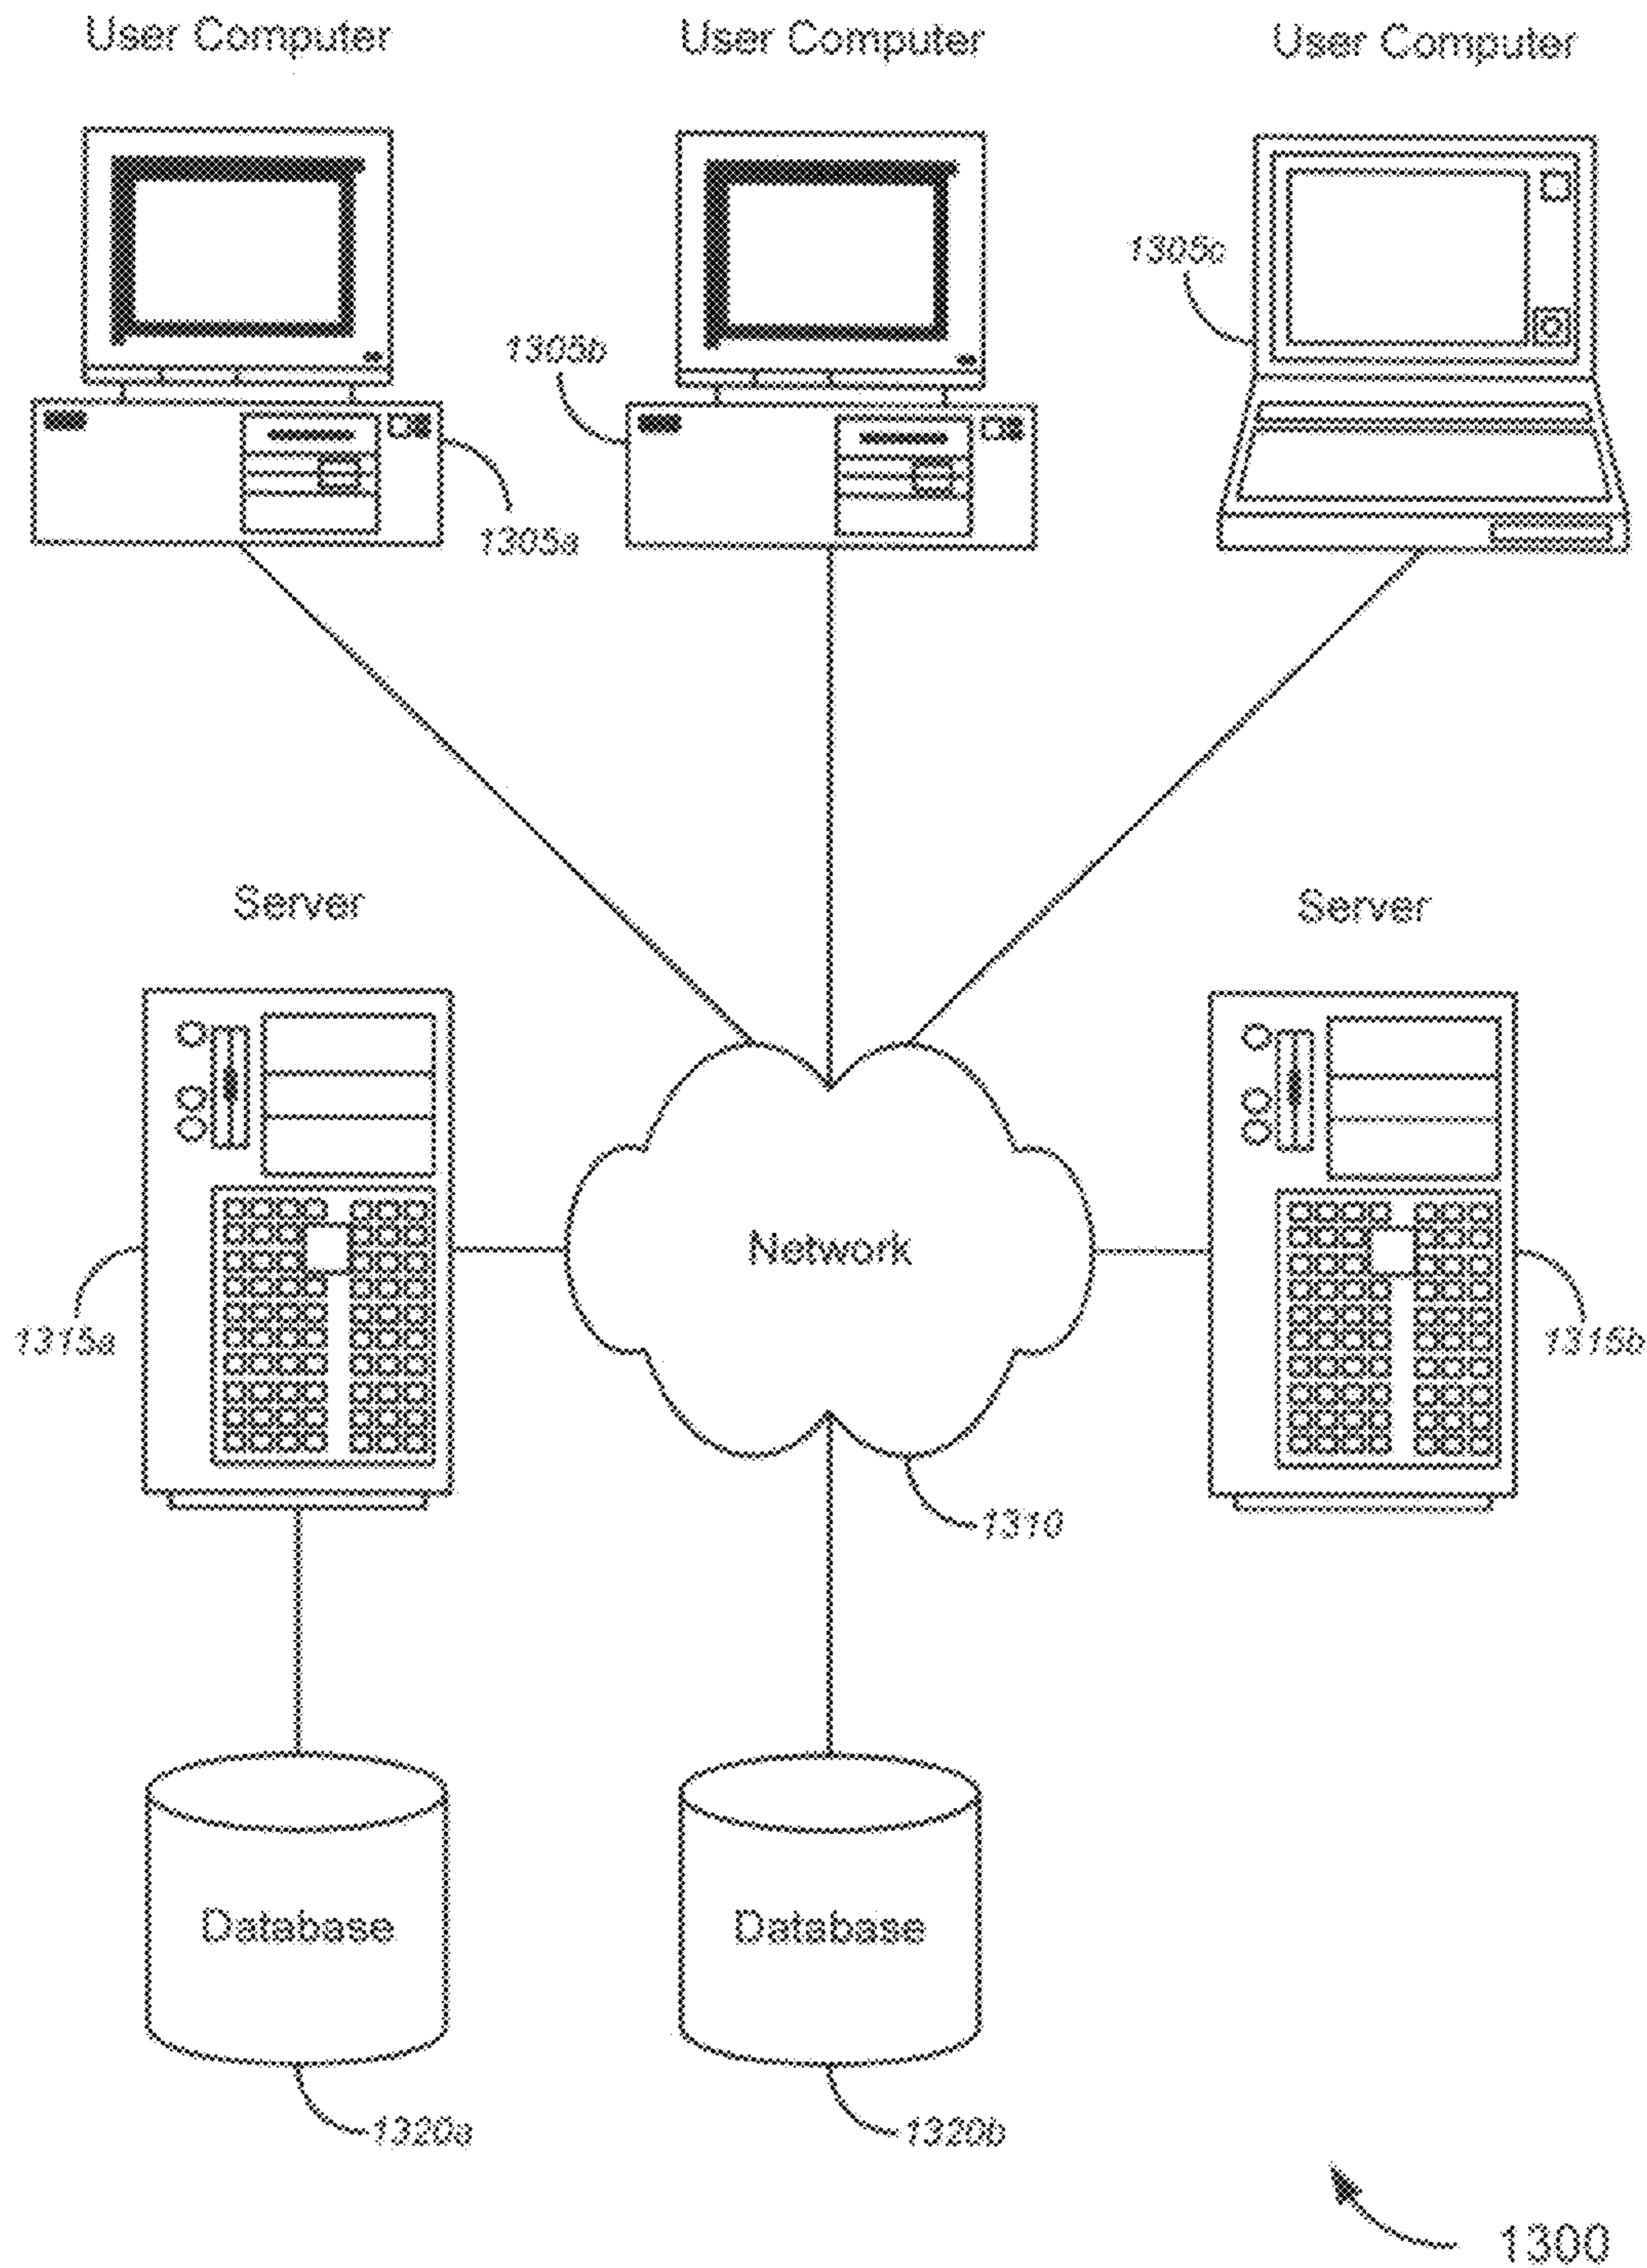 User Computer
User Computer
User Computer
1305c
1305b
1305a
Server
Server
Network
1315a
1315b
1310
Database
Database
1320a
1320b
1300